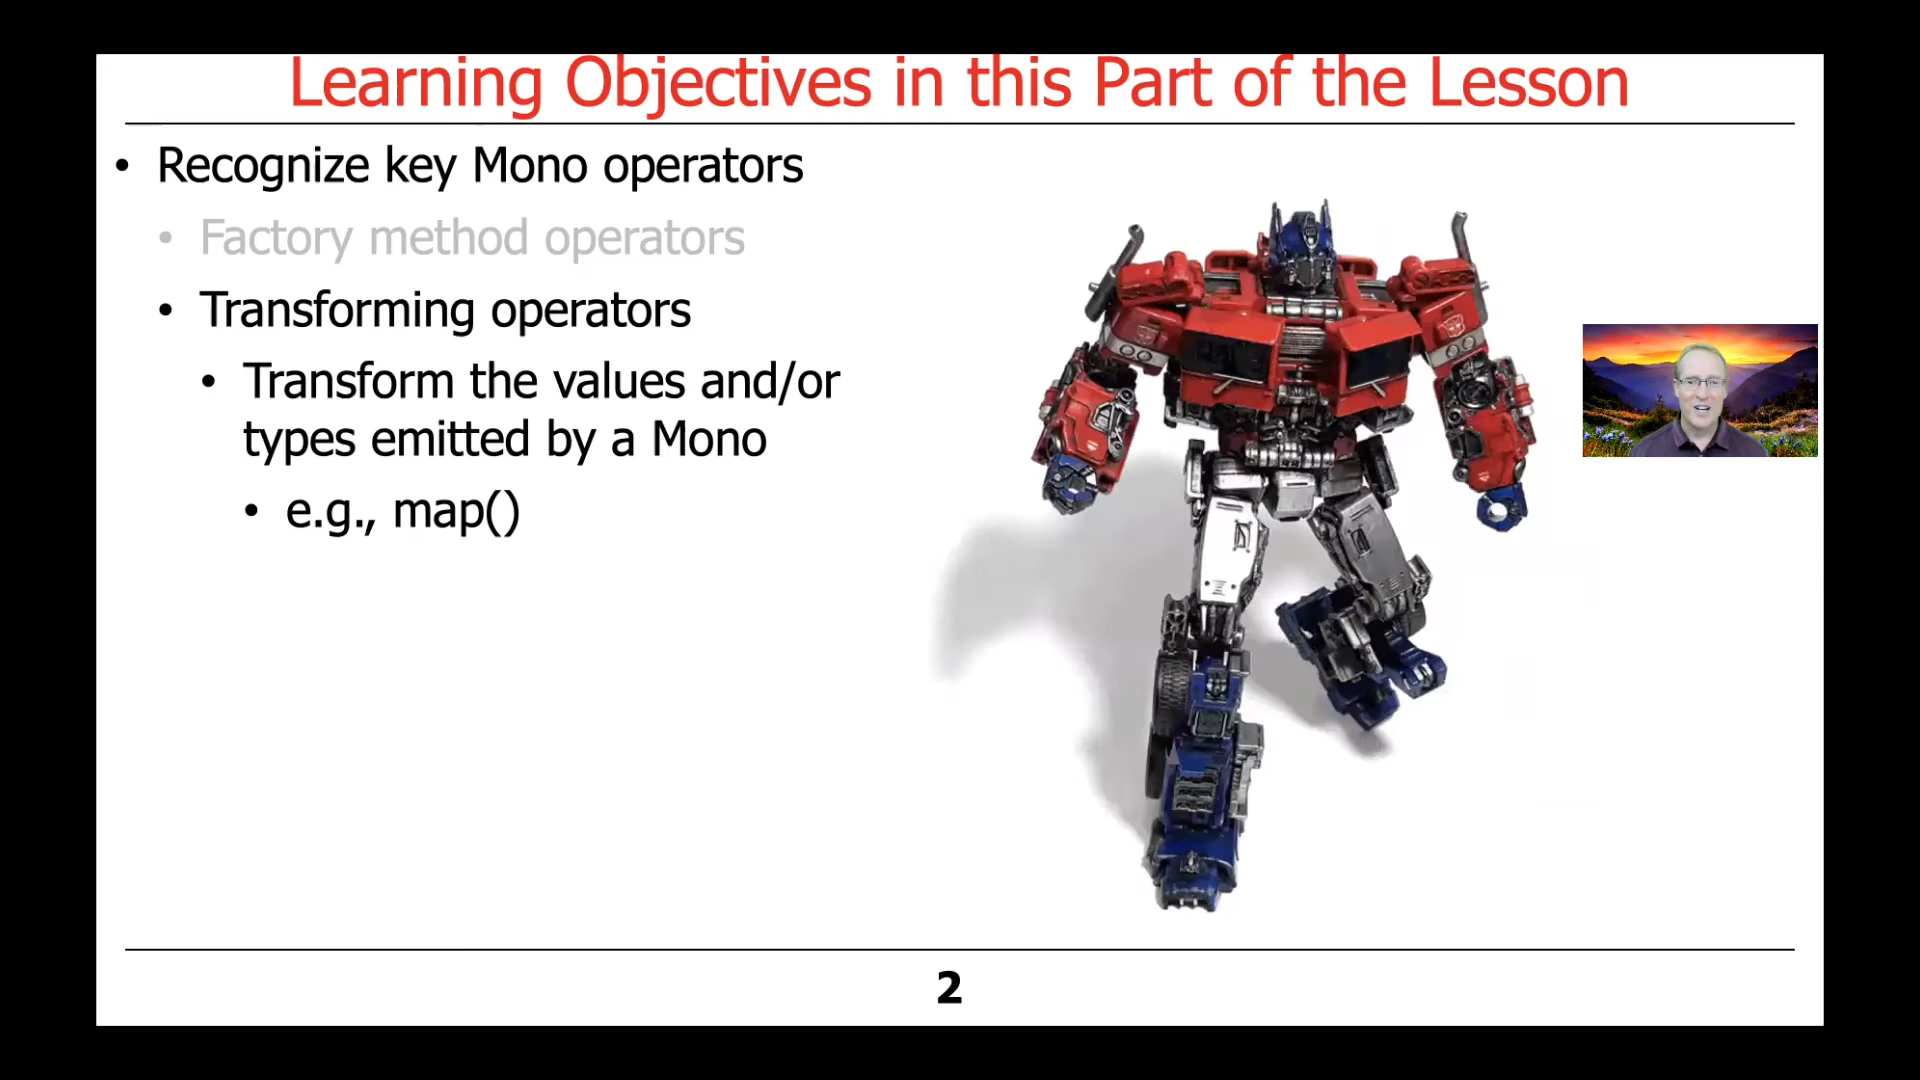 Learning Objectives in this Part of the Lesson
• Recognize key Mono operators
• Factory method operators
• Transforming operators
• Transform the values and/or
types emitted by a Mono
• e.g., map()
2